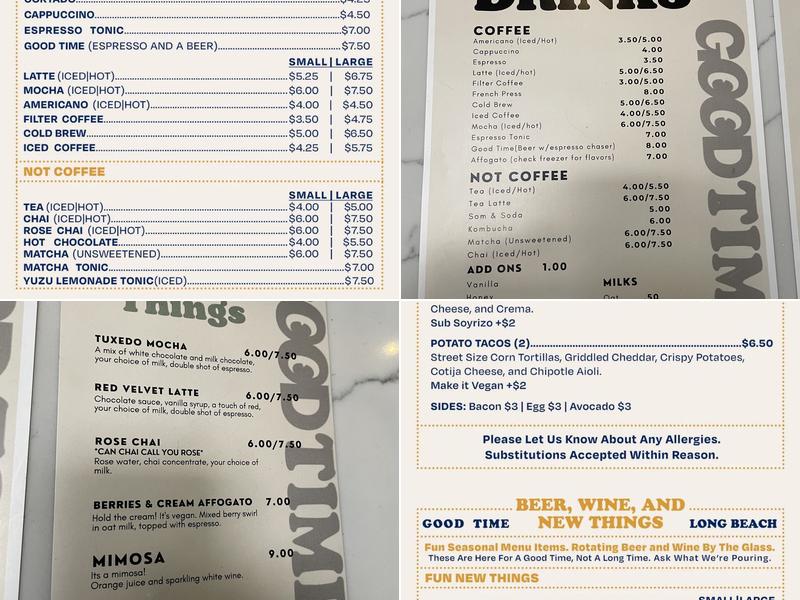 CORTADO $4.25
CAPPUCCINO $4.50
ESPRESSO TONIC $7.00
GOOD TIME (ESPRESSO AND A BEER) $7.50
SMALL | LARGE
LATTE (ICED|HOT) $5.25 | $6.75
MOCHA (ICED|HOT) $6.00 | $7.50
AMERICANO (ICED|HOT) $4.00 | $4.50
FILTER COFFEE $3.50 | $4.75
COLD BREW $5.00 | $6.50
ICED COFFEE $4.25 | $5.75
NOT COFFEE
SMALL | LARGE
TEA (ICED|HOT) $4.00 | $5.00
CHAI (ICED|HOT) $6.00 | $7.50
ROSE CHAI (ICED|HOT) $6.00 | $7.50
HOT CHOCOLATE $4.00 | $5.50
MATCHA (UNSWEETENED) $6.00 | $7.50
MATCHA TONIC $7.00
YUZU LEMONADE TONIC(ICED) $7.50
DRINKS
GOOD TIM
COFFEE
Americano (Iced/Hot) 3.50/5.00
Cappuccino 4.00
Espresso 3.50
Latte (Iced/hot) 5.00/6.50
Filter Coffee 3.00/5.00
French Press 8.00
Cold Brew 5.00/6.50
Iced Coffee 4.00/5.50
Mocha (Iced/hot) 6.00/7.50
Espresso Tonic 7.00
Good Time(Beer w/espresso chaser) 8.00
Affogato (check freezer for flavors) 7.00
NOT COFFEE
Tea (Iced/Hot) 4.00/5.50
Tea Latte 6.00/7.50
Som & Soda 5.00
Kombucha 6.00
Matcha (Unsweetened) 6.00/7.50
Chai (Iced/Hot) 6.00/7.50
ADD ONS 1.00
Vanilla
Honey
MILKS
Oat .50
Things
GOOD TIM
TUXEDO MOCHA 6.00/7.50
A mix of white chocolate and milk chocolate,
your choice of milk, double shot of espresso.
RED VELVET LATTE 6.00/7.50
Chocolate sauce, vanilla syrup, a touch of red,
your choice of milk, double shot of espresso.
ROSE CHAI 6.00/7.50
*CAN CHAI CALL YOU ROSE*
Rose water, chai concentrate, your choice of
milk.
BERRIES & CREAM AFFOGATO 7.00
Hold the cream! It's vegan. Mixed berry swirl
in oat milk, topped with espresso.
MIMOSA 9.00
Its a mimosa!
Orange juice and sparkling white wine.
Cheese, and Crema.
Sub Soyrizo +$2
POTATO TACOS (2) $6.50
Street Size Corn Tortillas, Griddled Cheddar, Crispy Potatoes,
Cotija Cheese, and Chipotle Aioli.
Make it Vegan +$2
SIDES: Bacon $3 | Egg $3 | Avocado $3
Please Let Us Know About Any Allergies.
Substitutions Accepted Within Reason.
BEER, WINE, AND
GOOD TIME NEW THINGS LONG BEACH
Fun Seasonal Menu Items. Rotating Beer and Wine By The Glass.
These Are Here For A Good Time, Not A Long Time. Ask What We're Pouring.
FUN NEW THINGS
SMALL | LARGE